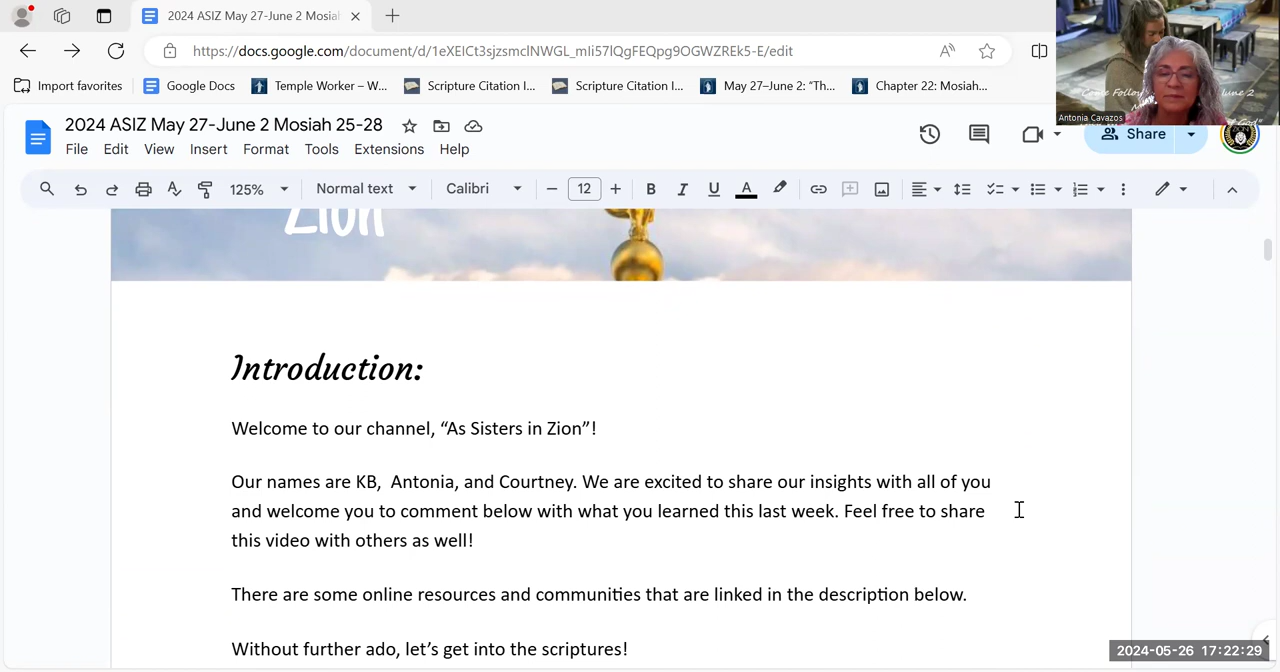 2024 ASIZ May 27-June 2 Mosiah
https://docs.google.com/document/d/1eXEICt3sjzsmclNWGL_mIi57lQgFEQpg9OGWZREk5-E/edit
Import favorites
Google Docs
Temple Worker – W...
Scripture Citation I...
Scripture Citation I...
May 27–June 2: “Th...
Chapter 22: Mosiah...
"Come Follow
June 2
of God"
Antonia Cavazos
2024 ASIZ May 27-June 2 Mosiah 25-28
File Edit View Insert Format Tools Extensions Help
Share
125% Normal text Calibri 12 B I U A
Zion
Introduction:
Welcome to our channel, “As Sisters in Zion”!
Our names are KB,  Antonia, and Courtney. We are excited to share our insights with all of you
and welcome you to comment below with what you learned this last week. Feel free to share
this video with others as well!
There are some online resources and communities that are linked in the description below.
Without further ado, let’s get into the scriptures!
2024-05-26 17:22:29